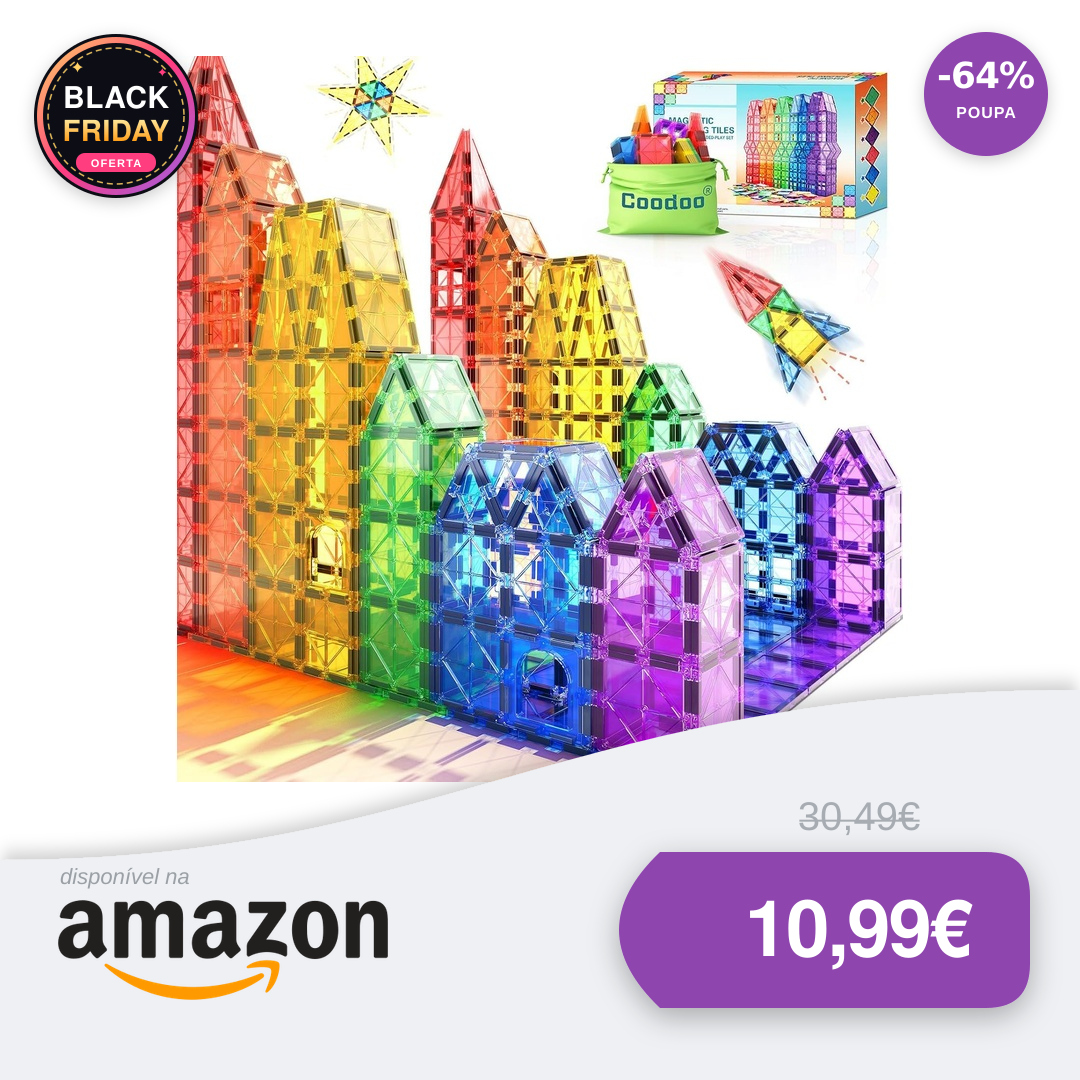 BLACK
FRIDAY
OFERTA
-64%
POUPA
Coodoo®
30,49€
disponível na
amazon
10,99€